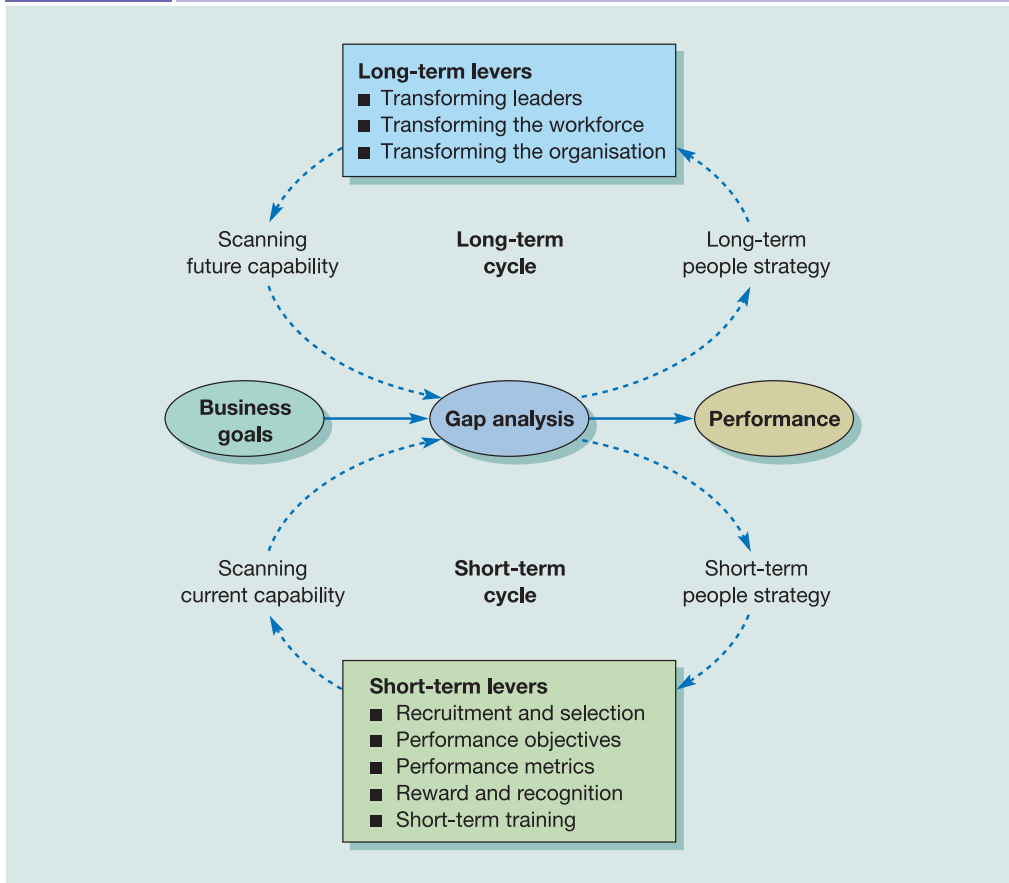 Long-term levers
■ Transforming leaders
■ Transforming the workforce
■ Transforming the organisation
Scanning
future capability
Long-term
cycle
Long-term
people strategy
Business
goals
Gap analysis
Performance
Scanning
current capability
Short-term
cycle
Short-term
people strategy
Short-term levers
■ Recruitment and selection
■ Performance objectives
■ Performance metrics
■ Reward and recognition
■ Short-term training